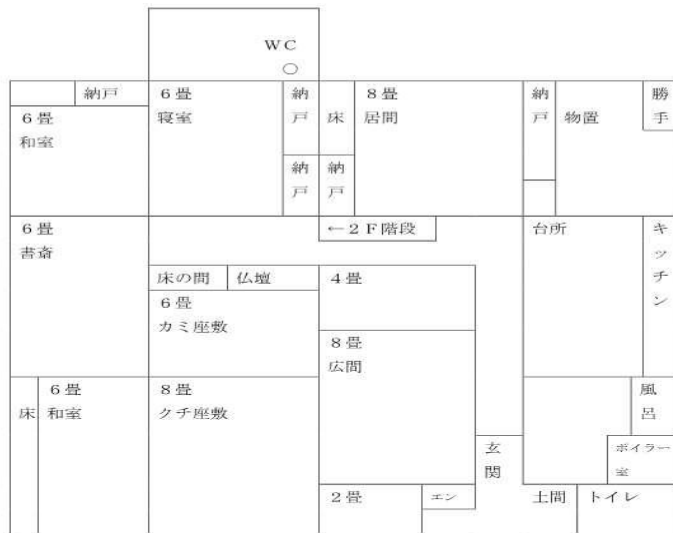 WC
納戸
6畳
和室
6畳
寝室
納戸
床
8畳
居間
納戸
物置
勝手
納戸
納戸
6畳
書斎
←2F階段
台所
キッチン
床の間
仏壇
4畳
6畳
カミ座敷
8畳
広間
床
6畳
和室
8畳
クチ座敷
風呂
玄関
ボイラー
室
2畳
エン
土間
トイレ